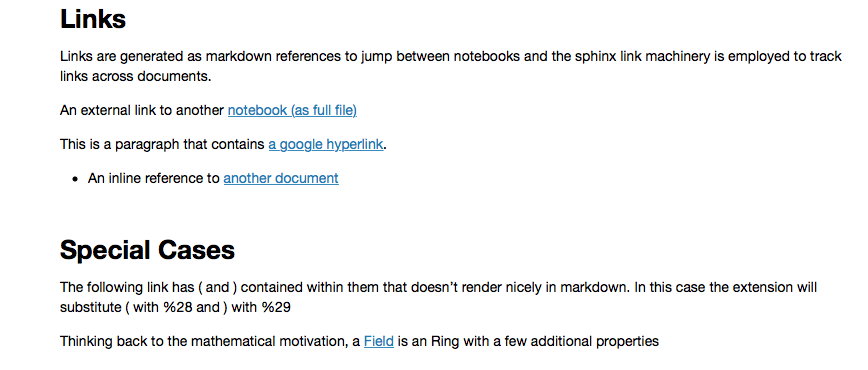 Links
Links are generated as markdown references to jump between notebooks and the sphinx link machinery is employed to track
links across documents.
An external link to another notebook (as full file)
This is a paragraph that contains a google hyperlink.
• An inline reference to another document
Special Cases
The following link has ( and ) contained within them that doesn't render nicely in markdown. In this case the extension will
substitute ( with %28 and ) with %29
Thinking back to the mathematical motivation, a Field is an Ring with a few additional properties